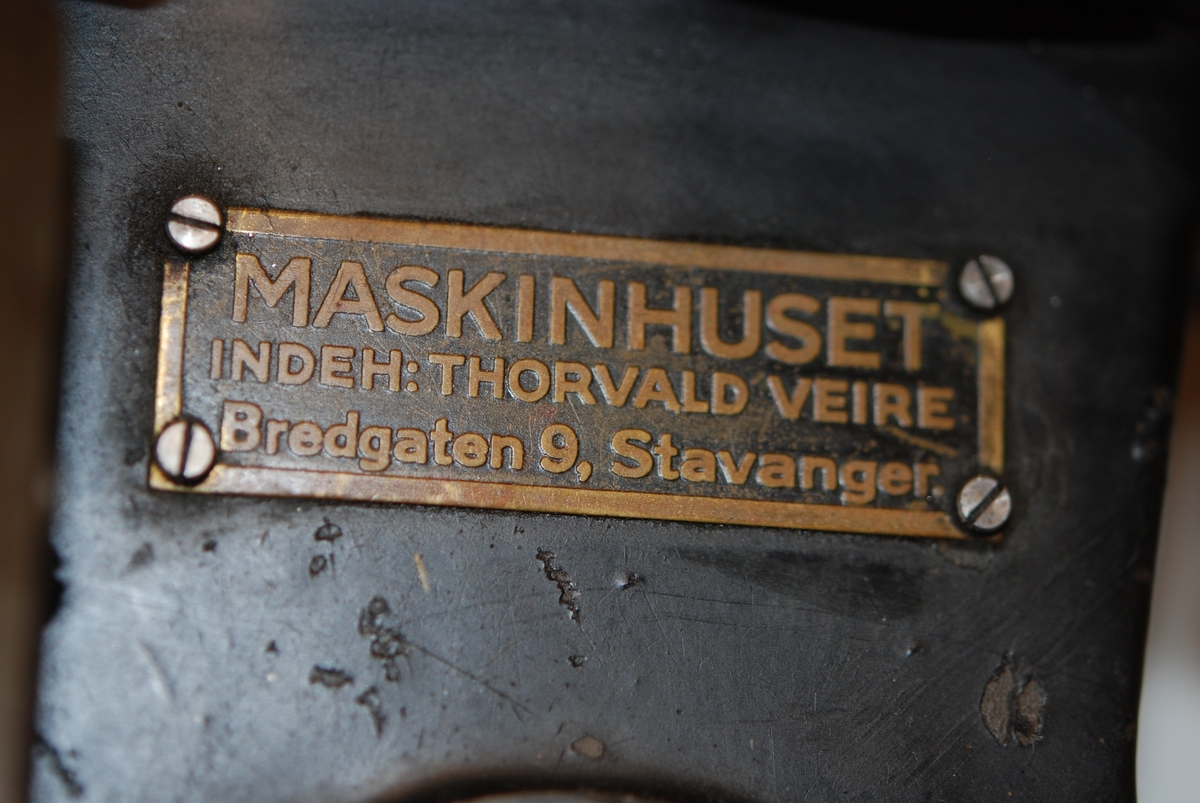 MASKINHUSET
INDEH: THORVALD VEIRE
Bredgaten 9, Stavanger.